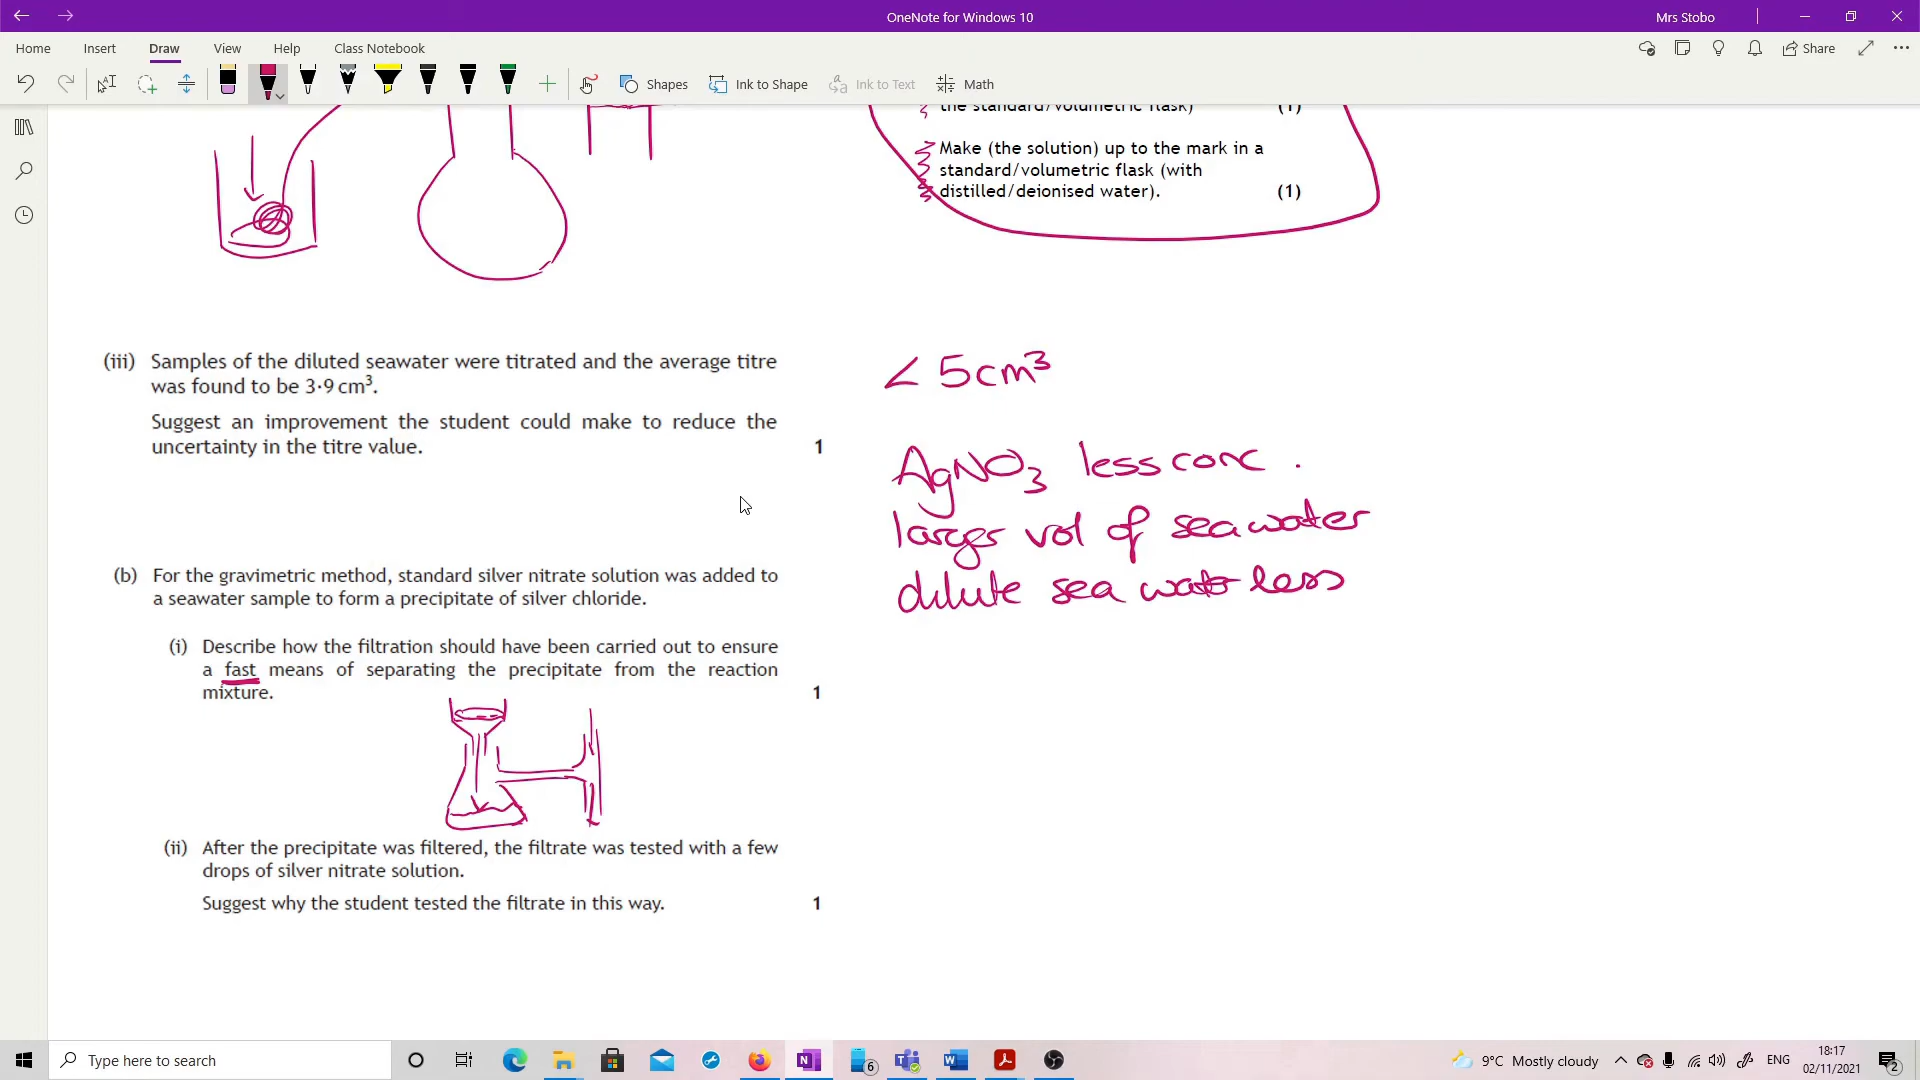 OneNote for Windows 10
Mrs Stobo
Home Insert Draw View Help Class Notebook
Share
Shapes Ink to Shape Ink to Text Math
the standard/volumetric flask) (1)
Make (the solution) up to the mark in a
standard/volumetric flask (with
distilled/deionised water). (1)
(iii) Samples of the diluted seawater were titrated and the average titre
was found to be 3·9 cm³.
Suggest an improvement the student could make to reduce the
uncertainty in the titre value. 1
< 5cm³
AgNO₃ less conc.
larger vol of seawater
dilute sea water less
(b) For the gravimetric method, standard silver nitrate solution was added to
a seawater sample to form a precipitate of silver chloride.
(i) Describe how the filtration should have been carried out to ensure
a fast means of separating the precipitate from the reaction
mixture. 1
(ii) After the precipitate was filtered, the filtrate was tested with a few
drops of silver nitrate solution.
Suggest why the student tested the filtrate in this way. 1
Type here to search
6
9°C Mostly cloudy
ENG
18:17
02/11/2021
2